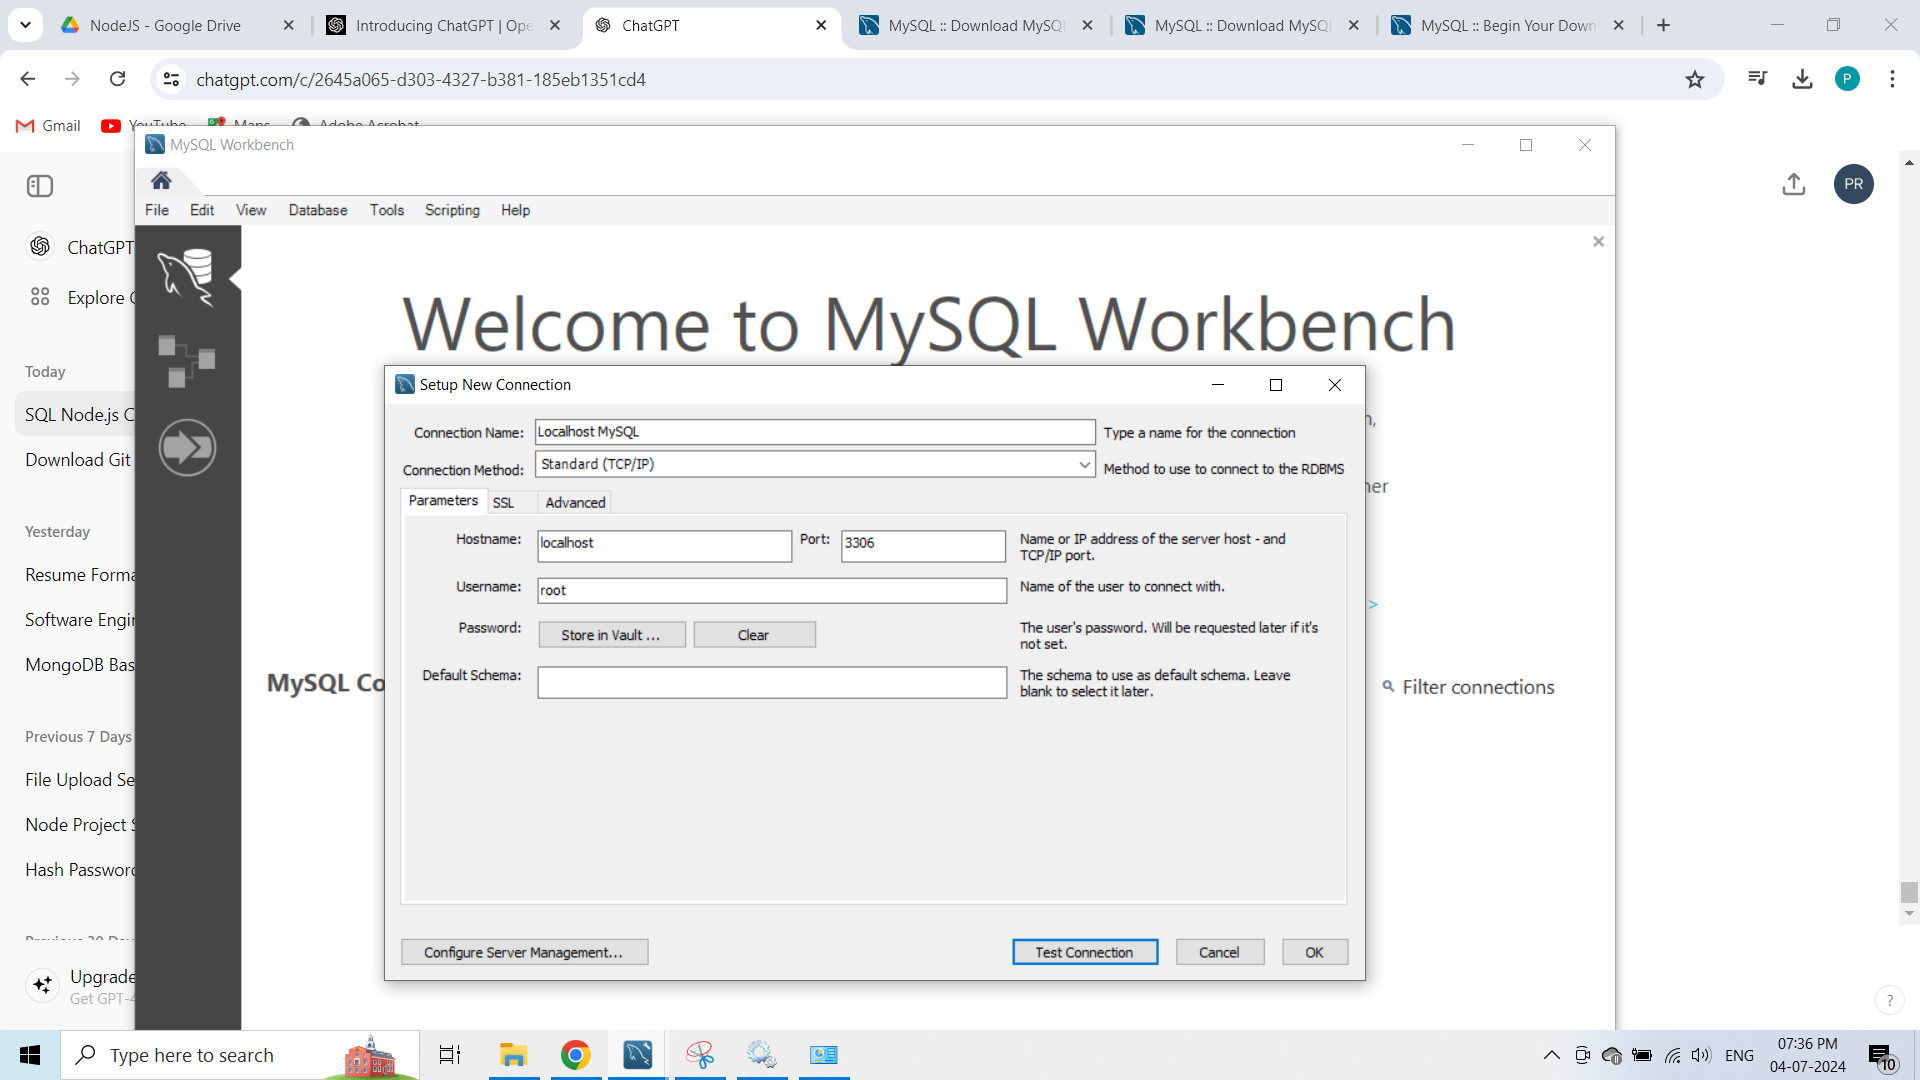 NodeJS - Google Drive
Introducing ChatGPT | Ope
ChatGPT
MySQL :: Download MySQL
MySQL :: Download MySQL
MySQL :: Begin Your Down
chatgpt.com/c/2645a065-d303-4327-b381-185eb1351cd4
P
Gmail
YouTube
Maps
Adobe Acrobat
MySQL Workbench
PR
File
Edit
View
Database
Tools
Scripting
Help
ChatGPT
Explore G
Welcome to MySQL Workbench
Today
SQL Node.js C
Download Git
Yesterday
Resume Forma
Software Engin
MongoDB Bas
Previous 7 Days
File Upload Se
Node Project S
Hash Password
Upgrade
Get GPT-4
Setup New Connection
Connection Name:
Localhost MySQL
Type a name for the connection
Connection Method:
Standard (TCP/IP)
Method to use to connect to the RDBMS
Parameters
SSL
Advanced
Hostname:
localhost
Port:
3306
Name or IP address of the server host - and
TCP/IP port.
Username:
root
Name of the user to connect with.
Password:
Store in Vault ...
Clear
The user's password. Will be requested later if it's
not set.
Default Schema:
The schema to use as default schema. Leave
blank to select it later.
n,
her
>
MySQL Co
Filter connections
Configure Server Management...
Test Connection
Cancel
OK
?
Type here to search
ENG
07:36 PM
04-07-2024
10